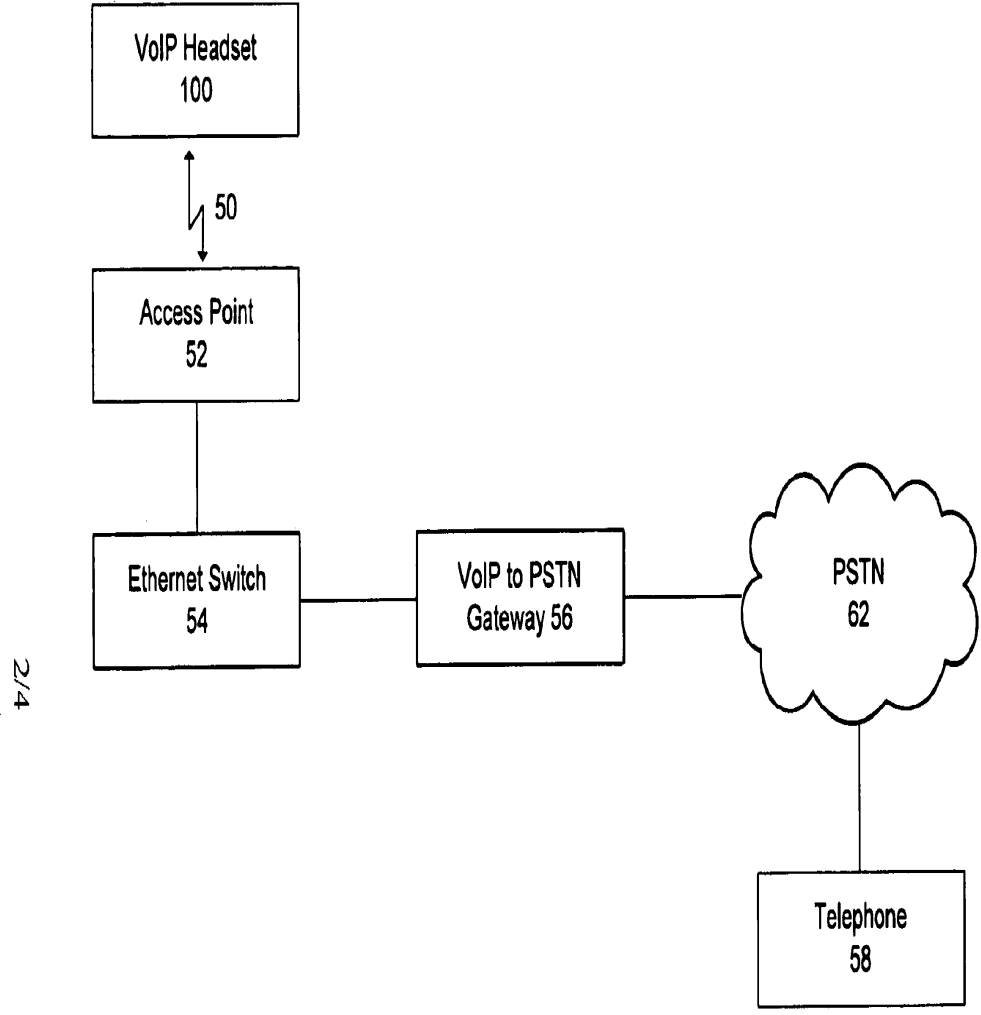 VoIP Headset
100
50
Access Point
52
Ethernet Switch
54
VoIP to PSTN
Gateway 56
PSTN
62
Telephone
58
2/4